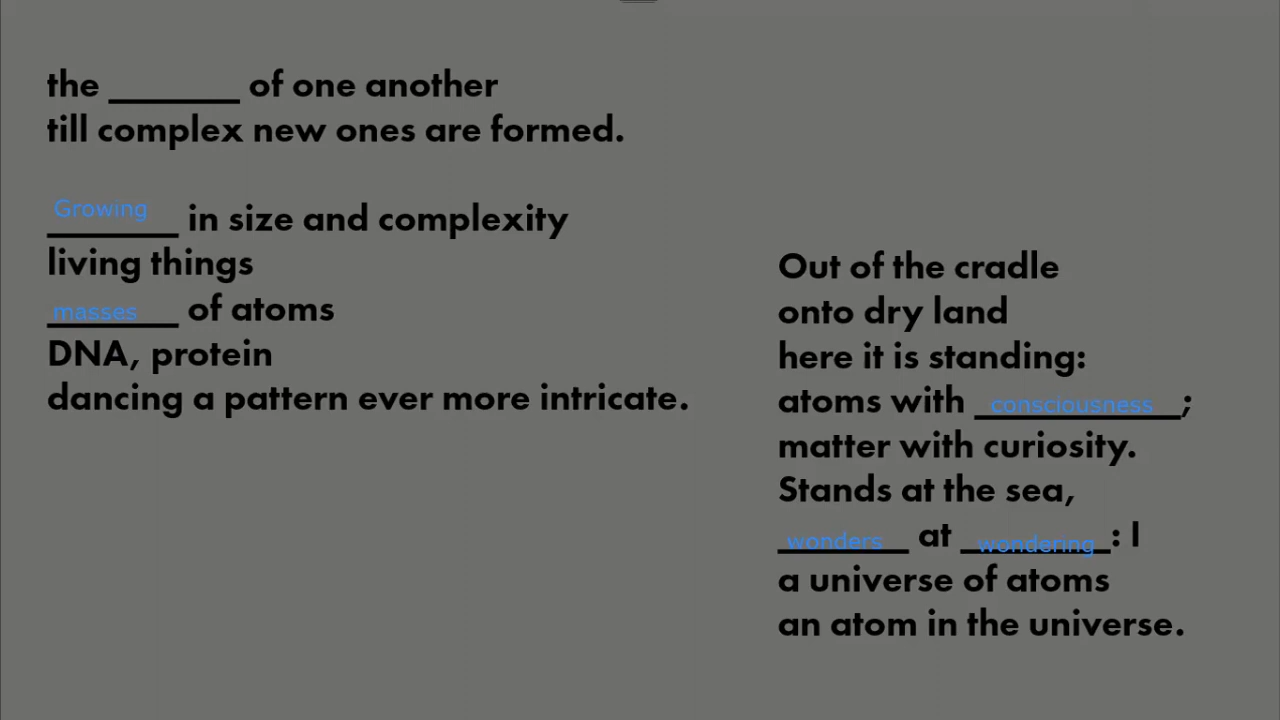 the ________ of one another
till complex new ones are formed.
Growing in size and complexity
living things
masses of atoms
DNA, protein
dancing a pattern ever more intricate.
Out of the cradle
onto dry land
here it is standing:
atoms with consciousness;
matter with curiosity.
Stands at the sea,
wonders at wondering: I
a universe of atoms
an atom in the universe.